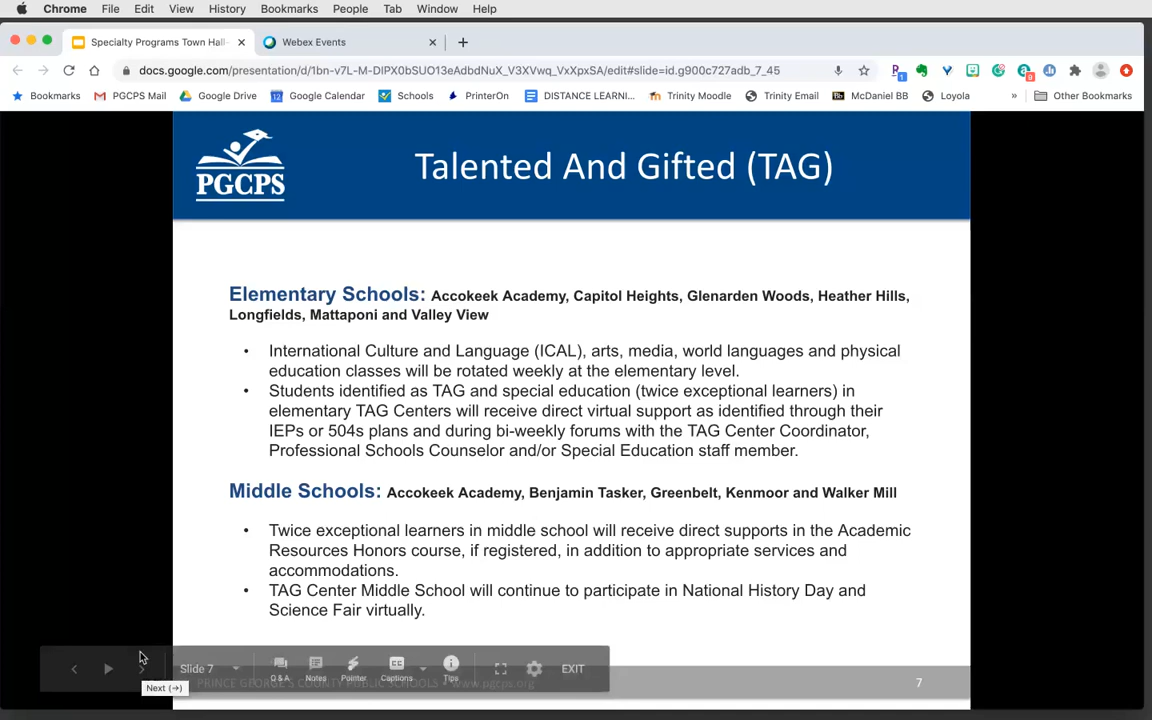 Chrome File Edit View History Bookmarks People Tab Window Help
Specialty Programs Town Hall- Webex Events
docs.google.com/presentation/d/1bn-v7L-M-DIPX0bSUO13eAdbdNuX_V3XVwq_VxXpxSA/edit#slide=id.g900c727adb_7_45
Bookmarks PGCPS Mail Google Drive Google Calendar Schools PrinterOn DISTANCE LEARNI... Trinity Moodle Trinity Email McDaniel BB Loyola » Other Bookmarks
PGCPS
Talented And Gifted (TAG)
Elementary Schools: Accokeek Academy, Capitol Heights, Glenarden Woods, Heather Hills,
Longfields, Mattaponi and Valley View
• International Culture and Language (ICAL), arts, media, world languages and physical
education classes will be rotated weekly at the elementary level.
• Students identified as TAG and special education (twice exceptional learners) in
elementary TAG Centers will receive direct virtual support as identified through their
IEPs or 504s plans and during bi-weekly forums with the TAG Center Coordinator,
Professional Schools Counselor and/or Special Education staff member.
Middle Schools: Accokeek Academy, Benjamin Tasker, Greenbelt, Kenmoor and Walker Mill
• Twice exceptional learners in middle school will receive direct supports in the Academic
Resources Honors course, if registered, in addition to appropriate services and
accommodations.
• TAG Center Middle School will continue to participate in National History Day and
Science Fair virtually.
Slide 7 Q & A Notes Pointer CC Captions Tips EXIT
PRINCE GEORGE'S COUNTY PUBLIC SCHOOLS • www.pgcps.org 7
Next (→)